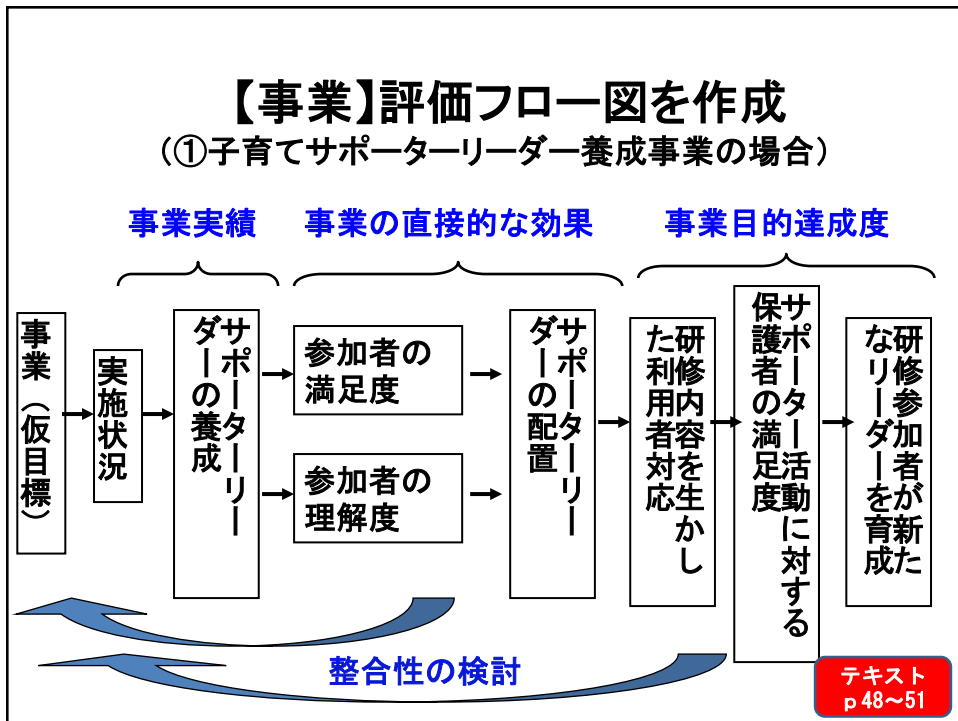 【事業】評価フロー図を作成
（①子育てサポーターリーダー養成事業の場合）
事業実績
事業の直接的な効果
事業目的達成度
事業（仮目標）
実施状況
サポーターリー
ダーの養成
参加者の
満足度
参加者の
理解度
サポーターリー
ダーの配置
研修内容を生かし
た利用者対応
サポーター活動に対する
保護者の満足度
研修参加者が新た
なリーダーを育成
整合性の検討
テキスト
ｐ48～51